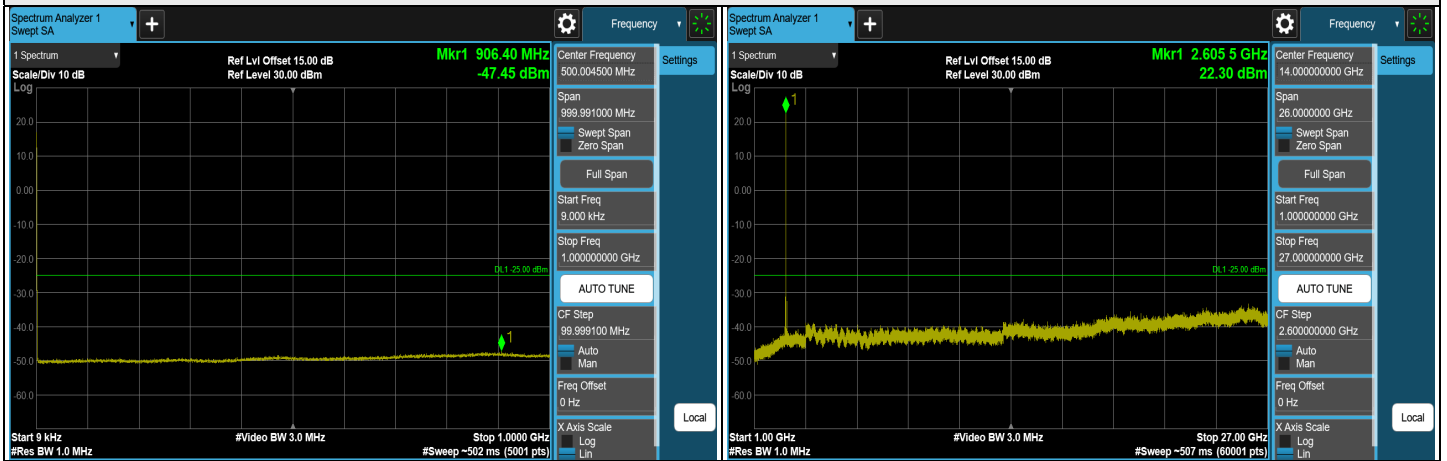 Spectrum Analyzer 1
Swept SA
+
Frequency
1 Spectrum
Scale/Div 10 dB
Log
Ref Lvl Offset 15.00 dB
Ref Level 30.00 dBm
Mkr1 906.40 MHz
-47.45 dBm
20.0
10.0
0.00
-10.0
-20.0
-30.0
-40.0
-50.0
-60.0
DL1 -25.00 dBm
1
Start 9 kHz
#Res BW 1.0 MHz
#Video BW 3.0 MHz
Stop 1.0000 GHz
#Sweep ~502 ms (5001 pts)
Center Frequency
500.004500 MHz
Span
999.991000 MHz
Swept Span
Zero Span
Full Span
Start Freq
9.000 kHz
Stop Freq
1.000000000 GHz
AUTO TUNE
CF Step
99.999100 MHz
Auto
Man
Freq Offset
0 Hz
X Axis Scale
Log
Lin
Settings
Local
Spectrum Analyzer 1
Swept SA
+
Frequency
1 Spectrum
Scale/Div 10 dB
Log
Ref Lvl Offset 15.00 dB
Ref Level 30.00 dBm
Mkr1 2.605 5 GHz
22.30 dBm
1
20.0
10.0
0.00
-10.0
-20.0
-30.0
-40.0
-50.0
-60.0
DL1 -25.00 dBm
Start 1.00 GHz
#Res BW 1.0 MHz
#Video BW 3.0 MHz
Stop 27.00 GHz
#Sweep ~507 ms (60001 pts)
Center Frequency
14.000000000 GHz
Span
26.0000000 GHz
Swept Span
Zero Span
Full Span
Start Freq
1.000000000 GHz
Stop Freq
27.000000000 GHz
AUTO TUNE
CF Step
2.600000000 GHz
Auto
Man
Freq Offset
0 Hz
X Axis Scale
Log
Lin
Settings
Local